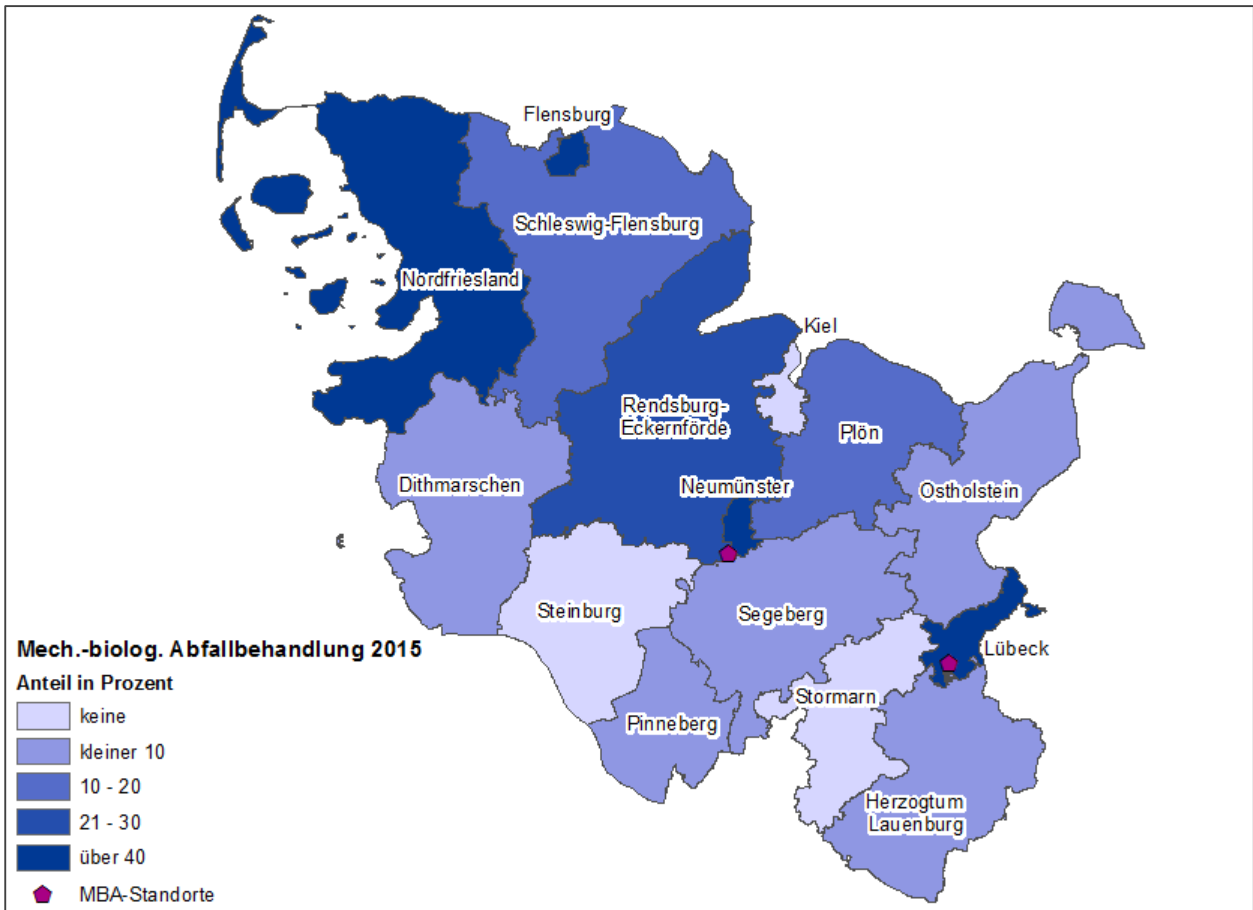 Flensburg
Schleswig-Flensburg
Nordfriesland
Kiel
Rendsburg-
Eckernförde
Plön
Dithmarschen
Neumünster
Ostholstein
Steinburg
Segeberg
Lübeck
Stormarn
Pinneberg
Herzogtum
Lauenburg
Mech.-biolog. Abfallbehandlung 2015
Anteil in Prozent
keine
kleiner 10
10 - 20
21 - 30
über 40
MBA-Standorte